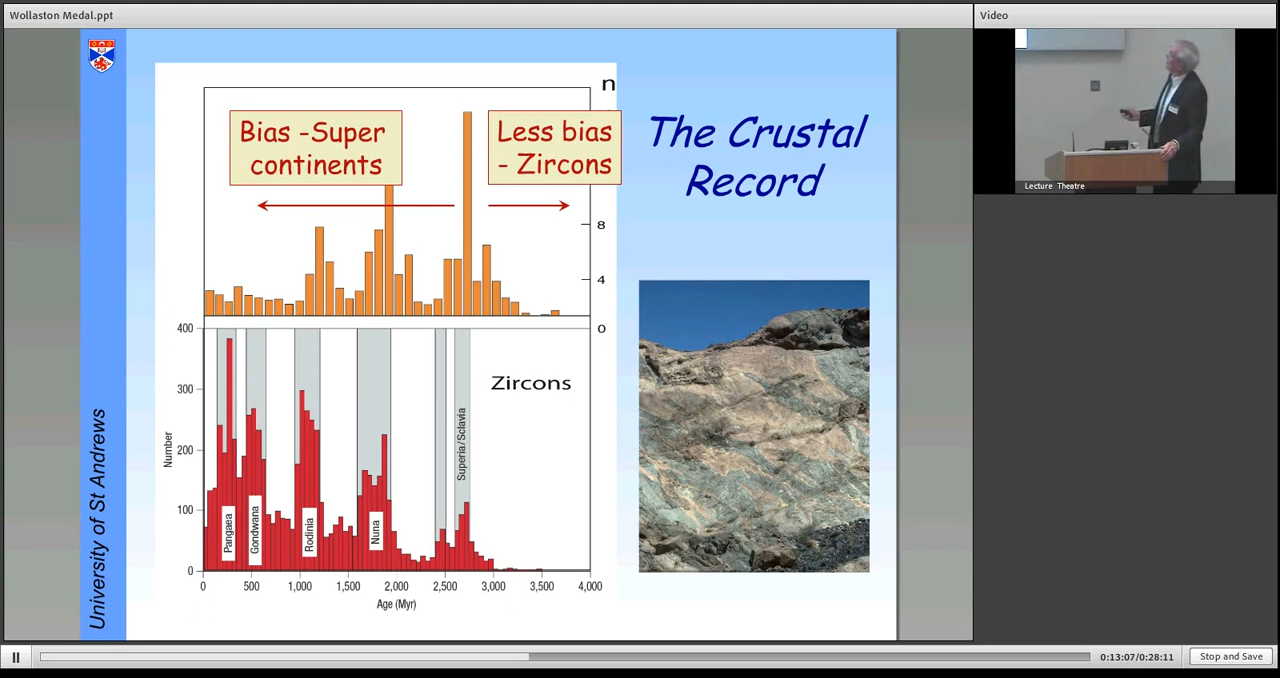 Wollaston Medal.ppt
Video
Lecture Theatre
University of St Andrews
The Crustal
Record
n
Bias -Super
continents
Less bias
- Zircons
8
4
0
400
300
200
100
0
Number
Zircons
Pangaea
Gondwana
Rodinia
Nuna
Superia/Sclavia
0 500 1,000 1,500 2,000 2,500 3,000 3,500 4,000
Age (Myr)
0:13:07/0:28:11
Stop and Save